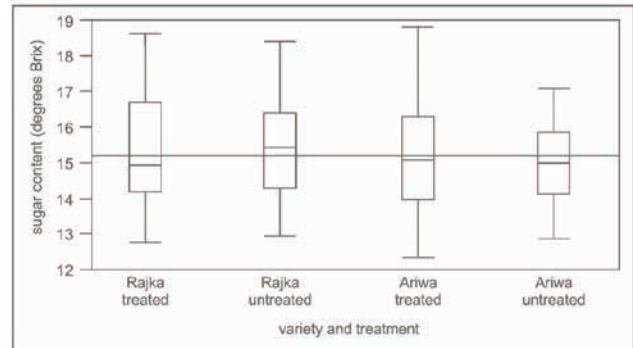 sugar content (degrees Brix)
19
18
17
16
15
14
13
12
Rajka treated
Rajka untreated
Ariwa treated
Ariwa untreated
variety and treatment